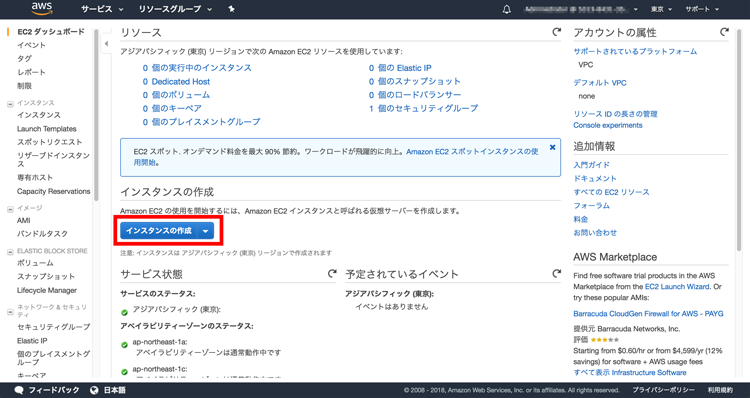 aws
サービス
リソースグループ
東京
サポート
EC2 ダッシュボード
イベント
タグ
レポート
制限
インスタンス
インスタンス
Launch Templates
スポットリクエスト
リザーブドインスタンス
専有ホスト
Capacity Reservations
イメージ
AMI
バンドルタスク
ELASTIC BLOCK STORE
ボリューム
スナップショット
Lifecycle Manager
ネットワーク & セキュリティ
セキュリティグループ
Elastic IP
プレイスメントグループ
キーペア
リソース
アジアパシフィック (東京) リージョンで次の Amazon EC2 リソースを使用しています:
0 個の実行中のインスタンス
0 個の Elastic IP
0 Dedicated Host
0 個のスナップショット
0 個のボリューム
0 個のロードバランサー
0 個のキーペア
1 個のセキュリティグループ
0 個のプレイスメントグループ
EC2 スポット. オンデマンド料金を最大 90% 節約。ワークロードが飛躍的に向上。Amazon EC2 スポットインスタンスの使
用開始。
インスタンスの作成
Amazon EC2 の使用を開始するには、Amazon EC2 インスタンスと呼ばれる仮想サーバーを作成します。
インスタンスの作成
注意: インスタンスは アジアパシフィック (東京) リージョンで作成されます
サービス状態
サービスのステータス:
アジアパシフィック (東京):
アベイラビリティーゾーンのステータス:
ap-northeast-1a:
アベイラビリティーゾーンは通常動作中です
ap-northeast-1c:
予定されているイベント
アジアパシフィック (東京):
イベントはありません
アカウントの属性
サポートされているプラットフォーム
VPC
デフォルト VPC
none
リソース ID の長さの管理
Console experiments
追加情報
入門ガイド
ドキュメント
すべての EC2 リソース
フォーラム
料金
お問い合わせ
AWS Marketplace
Find free software trial products in the AWS
Marketplace from the EC2 Launch Wizard. Or
try these popular AMIs:
Barracuda CloudGen Firewall for AWS - PAYG
提供元 Barracuda Networks, Inc.
評価
Starting from $0.60/hr or from $4,599/yr (12%
savings) for software + AWS usage fees
すべて表示 Infrastructure Software
フィードバック
日本語
© 2008 - 2018, Amazon Web Services, Inc. or its affiliates. All rights reserved.
プライバシーポリシー
利用規約